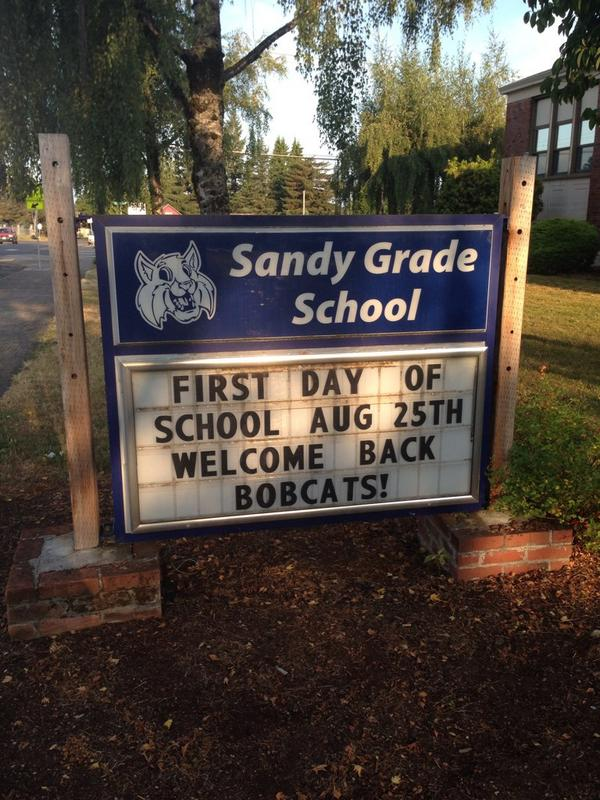 Sandy Grade
School
FIRST DAY OF
SCHOOL AUG 25TH
WELCOME BACK
BOBCATS!